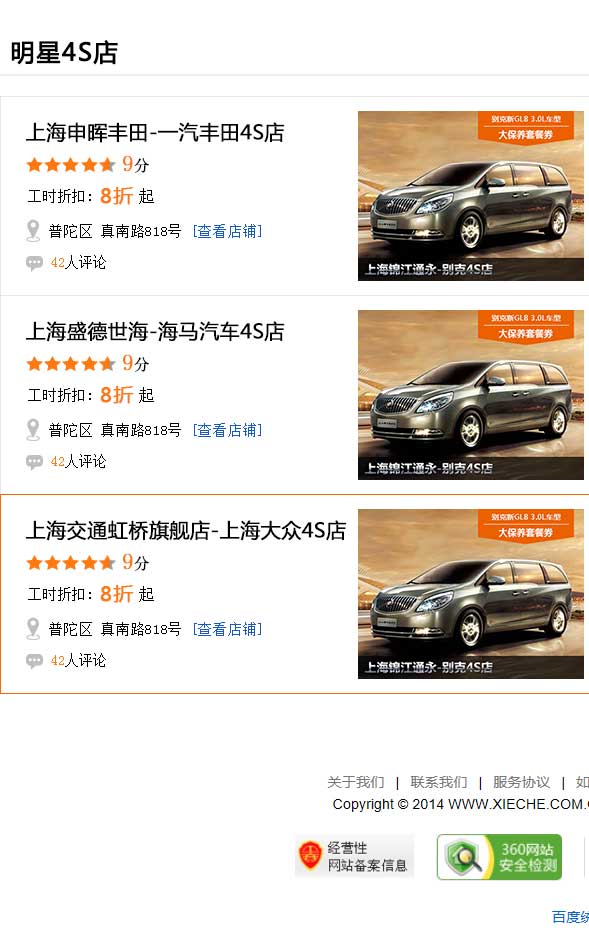 明星4S店
上海申晖丰田-一汽丰田4S店
9分
工时折扣：8折 起
普陀区 真南路818号 [查看店铺]
42人评论
别克新GL8 3.0L车型
大保养套餐券
上海锦江通永-别克4S店
上海盛德世海-海马汽车4S店
9分
工时折扣：8折 起
普陀区 真南路818号 [查看店铺]
42人评论
别克新GL8 3.0L车型
大保养套餐券
上海锦江通永-别克4S店
上海交通虹桥旗舰店-上海大众4S店
9分
工时折扣：8折 起
普陀区 真南路818号 [查看店铺]
42人评论
别克新GL8 3.0L车型
大保养套餐券
上海锦江通永-别克4S店
关于我们 | 联系我们 | 服务协议 | 如
Copyright © 2014 WWW.XIECHE.COM.
经营性
网站备案信息
360网站
安全检测
百度统